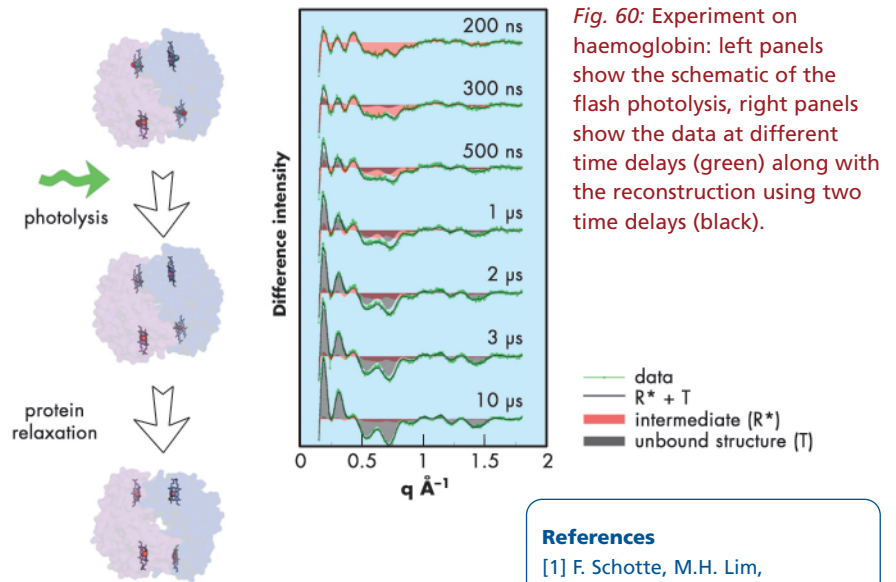 photolysis
protein
relaxation
Difference intensity
200 ns
300 ns
500 ns
1 µs
2 µs
3 µs
10 µs
0 0.5 1 1.5 2
q Å⁻¹
Fig. 60: Experiment on
haemoglobin: left panels
show the schematic of the
flash photolysis, right panels
show the data at different
time delays (green) along with
the reconstruction using two
time delays (black).
data
R* + T
intermediate (R*)
unbound structure (T)
References
[1] F. Schotte, M.H. Lim,